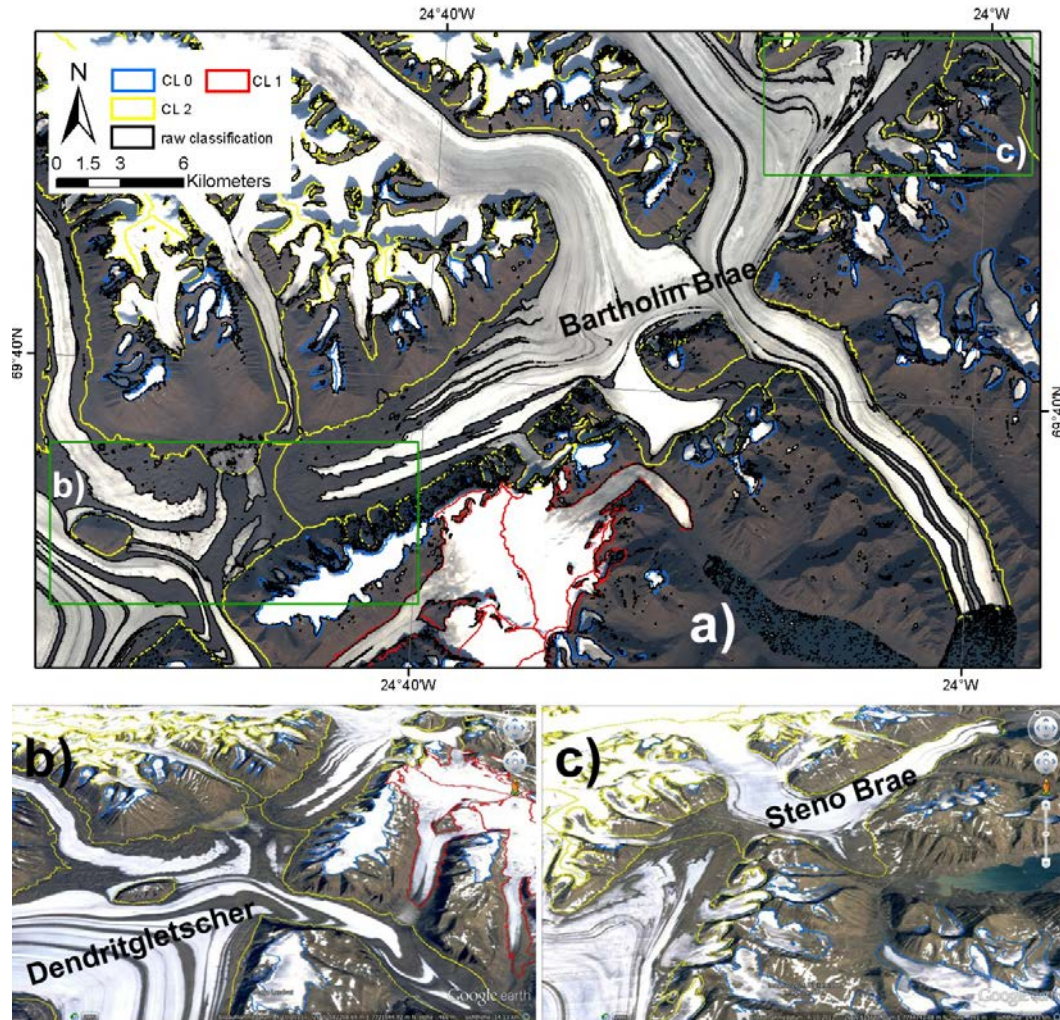 24°40'W
24°W
N
CL 0
CL 1
CL 2
raw classification
0 1.5 3 6
Kilometers
c)
Bartholin Brae
69°40'N
69°40'N
b)
a)
24°40'W
24°W
b)
Dendritgletscher
Google earth
c)
Steno Brae
Google earth